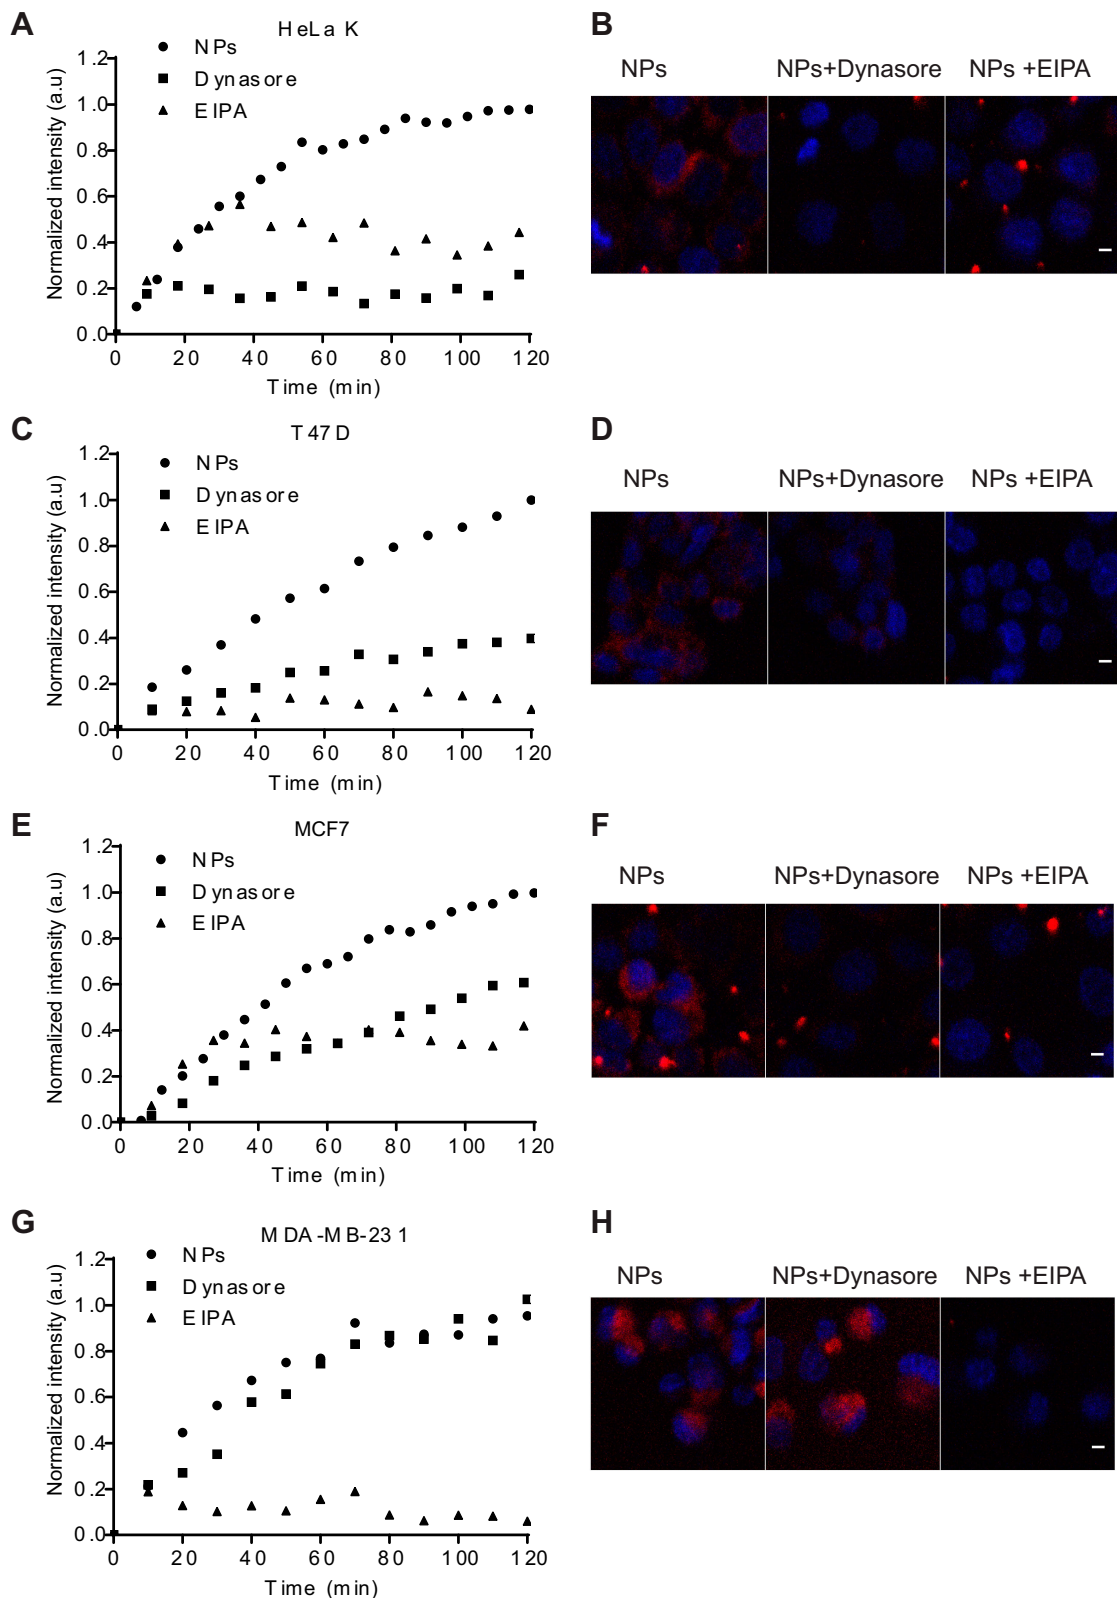 A
HeLa K
NPs
Dynasore
EIPA
Normalized intensity (a.u)
1.2
1.0
0.8
0.6
0.4
0.2
0.0
0 20 40 60 80 100 120
Time (min)
B
NPs NPs+Dynasore NPs +EIPA
C
T47D
NPs
Dynasore
EIPA
Normalized intensity (a.u)
1.2
1.0
0.8
0.6
0.4
0.2
0.0
0 20 40 60 80 100 120
Time (min)
D
NPs NPs+Dynasore NPs +EIPA
E
MCF7
NPs
Dynasore
EIPA
Normalized intensity (a.u)
1.2
1.0
0.8
0.6
0.4
0.2
0.0
0 20 40 60 80 100 120
Time (min)
F
NPs NPs+Dynasore NPs +EIPA
G
MDA-MB-231
NPs
Dynasore
EIPA
Normalized intensity (a.u)
1.2
1.0
0.8
0.6
0.4
0.2
0.0
0 20 40 60 80 100 120
Time (min)
H
NPs NPs+Dynasore NPs +EIPA